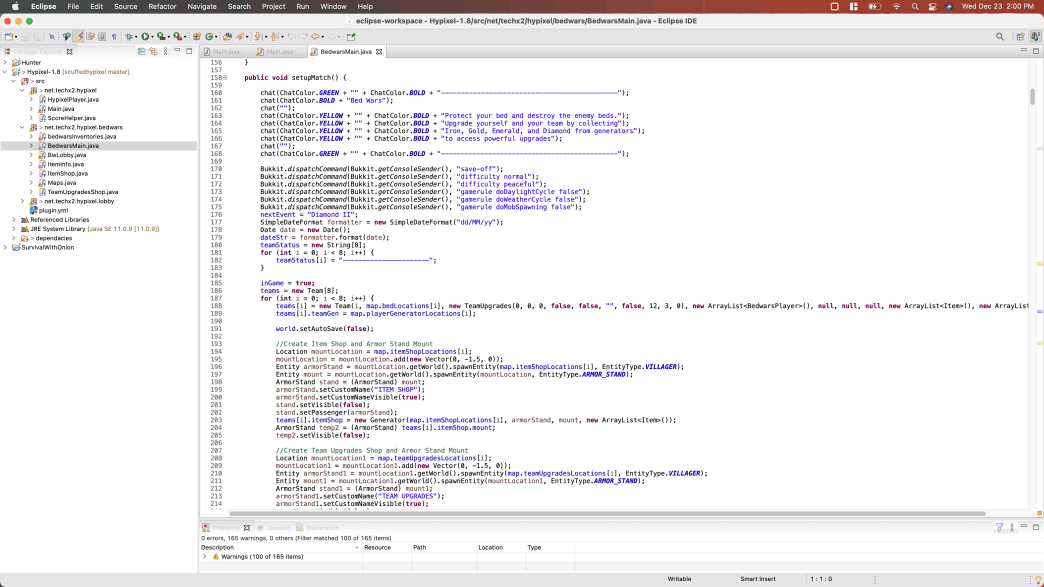 Eclipse File Edit Source Refactor Navigate Search Project Run Window Help
Wed Dec 23 2:00 PM
eclipse-workspace - Hypixel-1.8/src/net/techx2/hypixel/bedwars/BedwarsMain.java - Eclipse IDE
Main.java Main.java BedwarsMain.java
Hunter
> Hypixel-1.8 [scuffedhypixel master]
> src
> net.techx2.hypixel
HypixelPlayer.java
Main.java
ScoreHelper.java
> net.techx2.hypixel.bedwars
bedwarsInventories.java
BedwarsMain.java
BwLobby.java
ItemInfo.java
ItemShop.java
Maps.java
TeamUpgradesShop.java
> net.techx2.hypixel.lobby
plugin.yml
Referenced Libraries
JRE System Library [Java SE 11.0.9 [11.0.9]]
> dependacies
SurvivalWithOnion
156 }
157
158 public void setupMatch() {
159
160 chat(ChatColor.GREEN + "" + ChatColor.BOLD + "--------------------------------------------");
161 chat(ChatColor.BOLD + "Bed Wars");
162 chat("");
163 chat(ChatColor.YELLOW + "" + ChatColor.BOLD + "Protect your bed and destroy the enemy beds.");
164 chat(ChatColor.YELLOW + "" + ChatColor.BOLD + "Upgrade yourself and your team by collecting");
165 chat(ChatColor.YELLOW + "" + ChatColor.BOLD + "Iron, Gold, Emerald, and Diamond from generators");
166 chat(ChatColor.YELLOW + "" + ChatColor.BOLD + "to access powerful upgrades");
167 chat("");
168 chat(ChatColor.GREEN + "" + ChatColor.BOLD + "--------------------------------------------");
169
170 Bukkit.dispatchCommand(Bukkit.getConsoleSender(), "save-off");
171 Bukkit.dispatchCommand(Bukkit.getConsoleSender(), "difficulty normal");
172 Bukkit.dispatchCommand(Bukkit.getConsoleSender(), "difficulty peaceful");
173 Bukkit.dispatchCommand(Bukkit.getConsoleSender(), "gamerule doDaylightCycle false");
174 Bukkit.dispatchCommand(Bukkit.getConsoleSender(), "gamerule doWeatherCycle false");
175 Bukkit.dispatchCommand(Bukkit.getConsoleSender(), "gamerule doMobSpawning false");
176 nextEvent = "Diamond II";
177 SimpleDateFormat formatter = new SimpleDateFormat("dd/MM/yy");
178 Date date = new Date();
179 dateStr = formatter.format(date);
180 teamStatus = new String[8];
181 for (int i = 0; i < 8; i++) {
182 teamStatus[i] = "----------------------";
183 }
184
185 inGame = true;
186 teams = new Team[8];
187 for (int i = 0; i < 8; i++) {
188 teams[i] = new Team(i, map.bedLocations[i], new TeamUpgrades(0, 0, 0, false, false, "", false, 12, 3, 0), new ArrayList<BedwarsPlayer>(), null, null, null, new ArrayList<Item>(), new ArrayList
189 teams[i].teamGen = map.playerGeneratorLocations[i];
190
191 world.setAutoSave(false);
192
193 //Create Item Shop and Armor Stand Mount
194 Location mountLocation = map.itemShopLocations[i];
195 mountLocation = mountLocation.add(new Vector(0, -1.5, 0));
196 Entity armorStand = mountLocation.getWorld().spawnEntity(map.itemShopLocations[i], EntityType.VILLAGER);
197 Entity mount = mountLocation.getWorld().spawnEntity(mountLocation, EntityType.ARMOR_STAND);
198 ArmorStand stand = (ArmorStand) mount;
199 armorStand.setCustomName("ITEM SHOP");
200 armorStand.setCustomNameVisible(true);
201 stand.setVisible(false);
202 stand.setPassenger(armorStand);
203 teams[i].itemShop = new Generator(map.itemShopLocations[i], armorStand, mount, new ArrayList<Item>());
204 ArmorStand temp2 = (ArmorStand) teams[i].itemShop.mount;
205 temp2.setVisible(false);
206
207 //Create Team Upgrades Shop and Armor Stand Mount
208 Location mountLocation1 = map.teamUpgradesLocations[i];
209 mountLocation1 = mountLocation1.add(new Vector(0, -1.5, 0));
210 Entity armorStand1 = mountLocation1.getWorld().spawnEntity(map.teamUpgradesLocations[i], EntityType.VILLAGER);
211 Entity mount1 = mountLocation1.getWorld().spawnEntity(mountLocation1, EntityType.ARMOR_STAND);
212 ArmorStand stand1 = (ArmorStand) mount1;
213 armorStand1.setCustomName("TEAM UPGRADES");
214 armorStand1.setCustomNameVisible(true);
Problems Javadoc Declaration
0 errors, 165 warnings, 0 others (Filter matched 100 of 165 items)
Description Resource Path Location Type
Warnings (100 of 165 items)
Writable Smart Insert 1 : 1 : 0